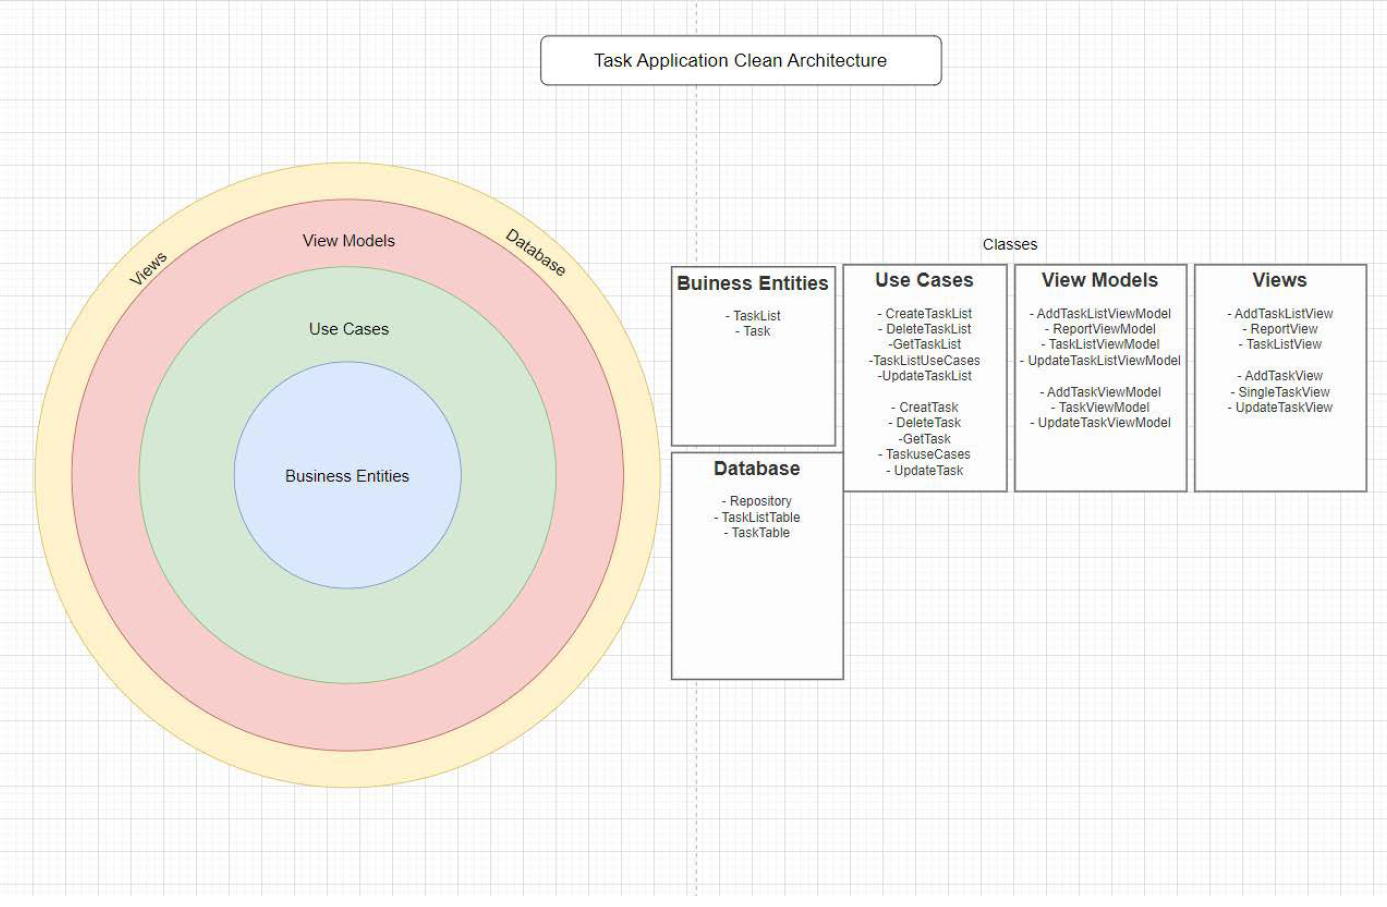 Task Application Clean Architecture
Views
View Models
Database
Use Cases
Business Entities
Classes
Buiness Entities
- TaskList
- Task
Database
- Repository
- TaskListTable
- TaskTable
Use Cases
- CreateTaskList
- DeleteTaskList
-GetTaskList
-TaskListUseCases
-UpdateTaskList
- CreatTask
- DeleteTask
-GetTask
- TaskuseCases
- UpdateTask
View Models
- AddTaskListViewModel
- ReportViewModel
- TaskListViewModel
- UpdateTaskListViewModel
- AddTaskViewModel
- TaskViewModel
- UpdateTaskViewModel
Views
- AddTaskListView
- ReportView
- TaskListView
- AddTaskView
- SingleTaskView
- UpdateTaskView